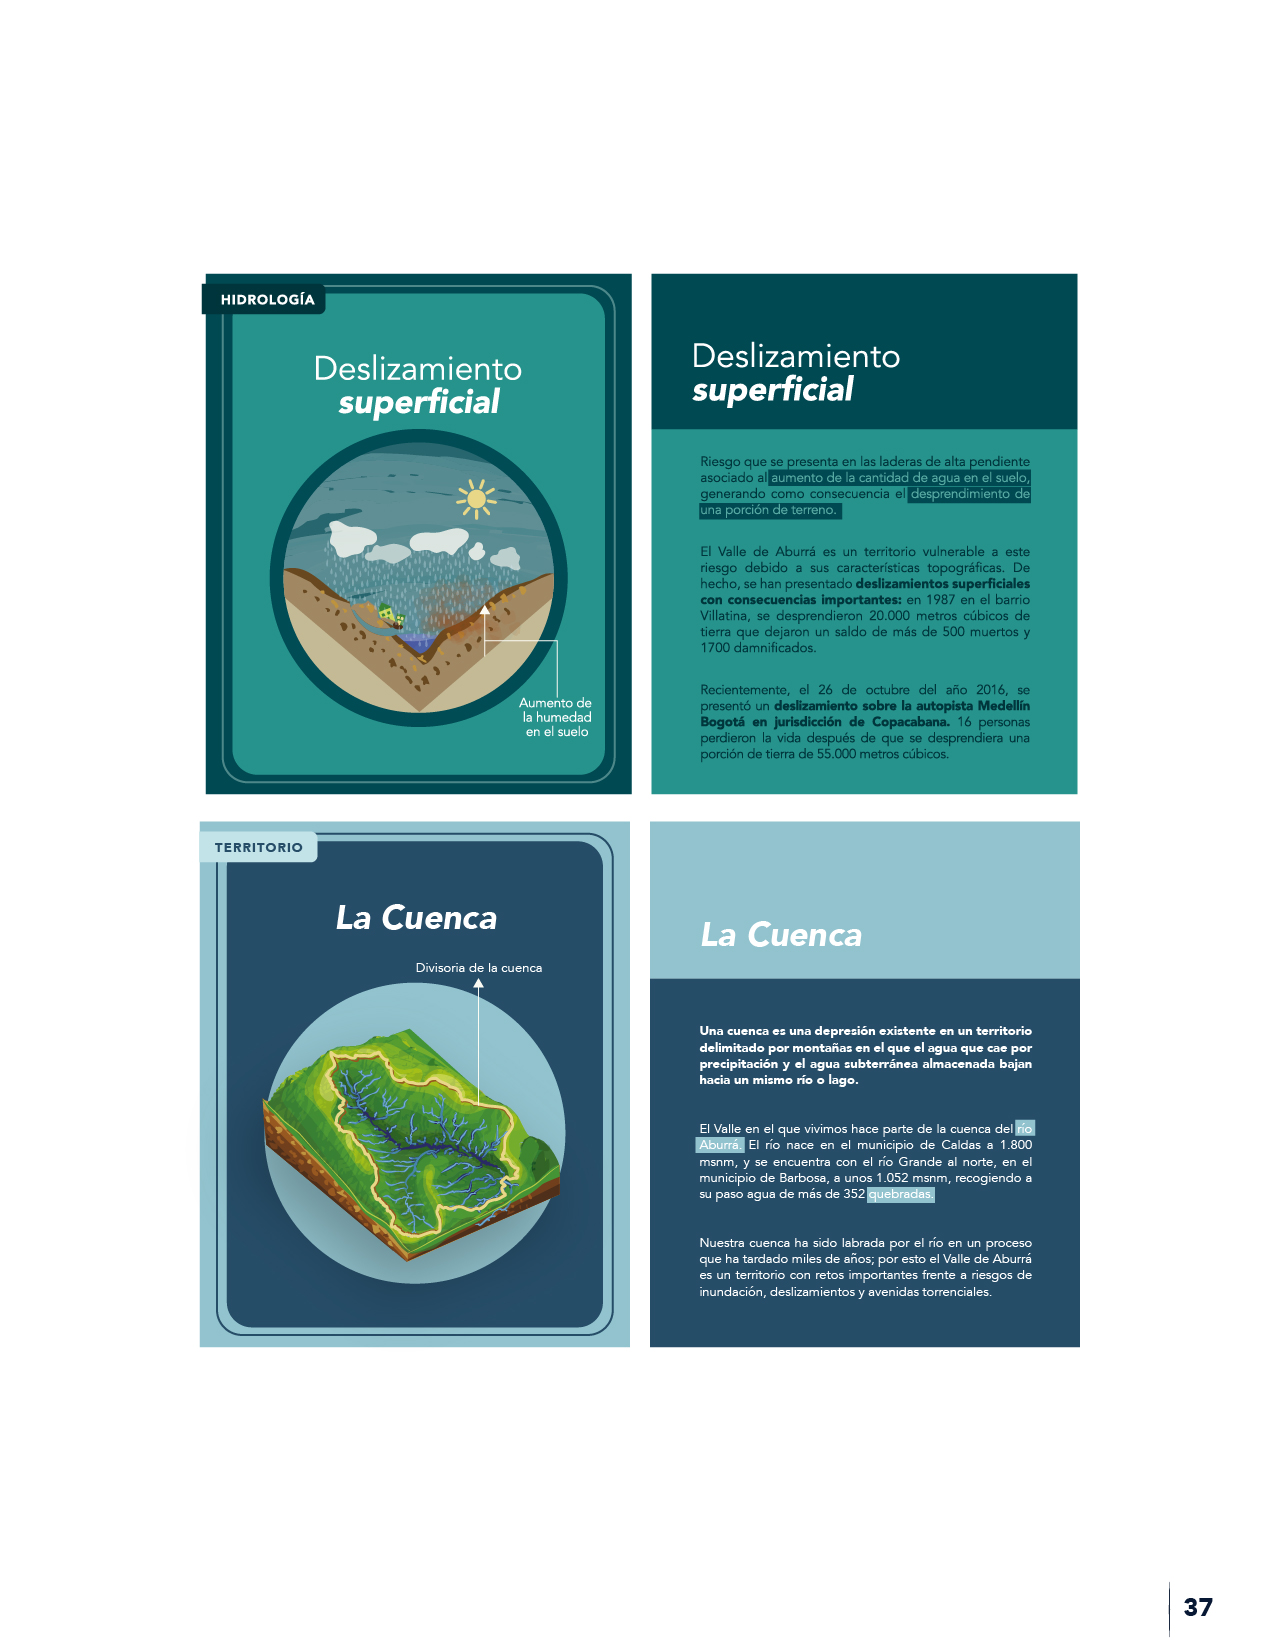 HIDROLOGÍA
Deslizamiento
superficial
Aumento de
la humedad
en el suelo
Deslizamiento
superficial
Riesgo que se presenta en las laderas de alta pendiente
asociado al aumento de la cantidad de agua en el suelo,
generando como consecuencia el desprendimiento de
una porción de terreno.
El Valle de Aburrá es un territorio vulnerable a este
riesgo debido a sus características topográficas. De
hecho, se han presentado deslizamientos superficiales
con consecuencias importantes: en 1987 en el barrio
Villatina, se desprendieron 20.000 metros cúbicos de
tierra que dejaron un saldo de más de 500 muertos y
1700 damnificados.
Recientemente, el 26 de octubre del año 2016, se
presentó un deslizamiento sobre la autopista Medellín
Bogotá en jurisdicción de Copacabana. 16 personas
perdieron la vida después de que se desprendiera una
porción de tierra de 55.000 metros cúbicos.
TERRITORIO
La Cuenca
Divisoria de la cuenca
La Cuenca
Una cuenca es una depresión existente en un territorio
delimitado por montañas en el que el agua que cae por
precipitación y el agua subterránea almacenada bajan
hacia un mismo río o lago.
El Valle en el que vivimos hace parte de la cuenca del río
Aburrá. El río nace en el municipio de Caldas a 1.800
msnm, y se encuentra con el río Grande al norte, en el
municipio de Barbosa, a unos 1.052 msnm, recogiendo a
su paso agua de más de 352 quebradas.
Nuestra cuenca ha sido labrada por el río en un proceso
que ha tardado miles de años; por esto el Valle de Aburrá
es un territorio con retos importantes frente a riesgos de
inundación, deslizamientos y avenidas torrenciales.
37